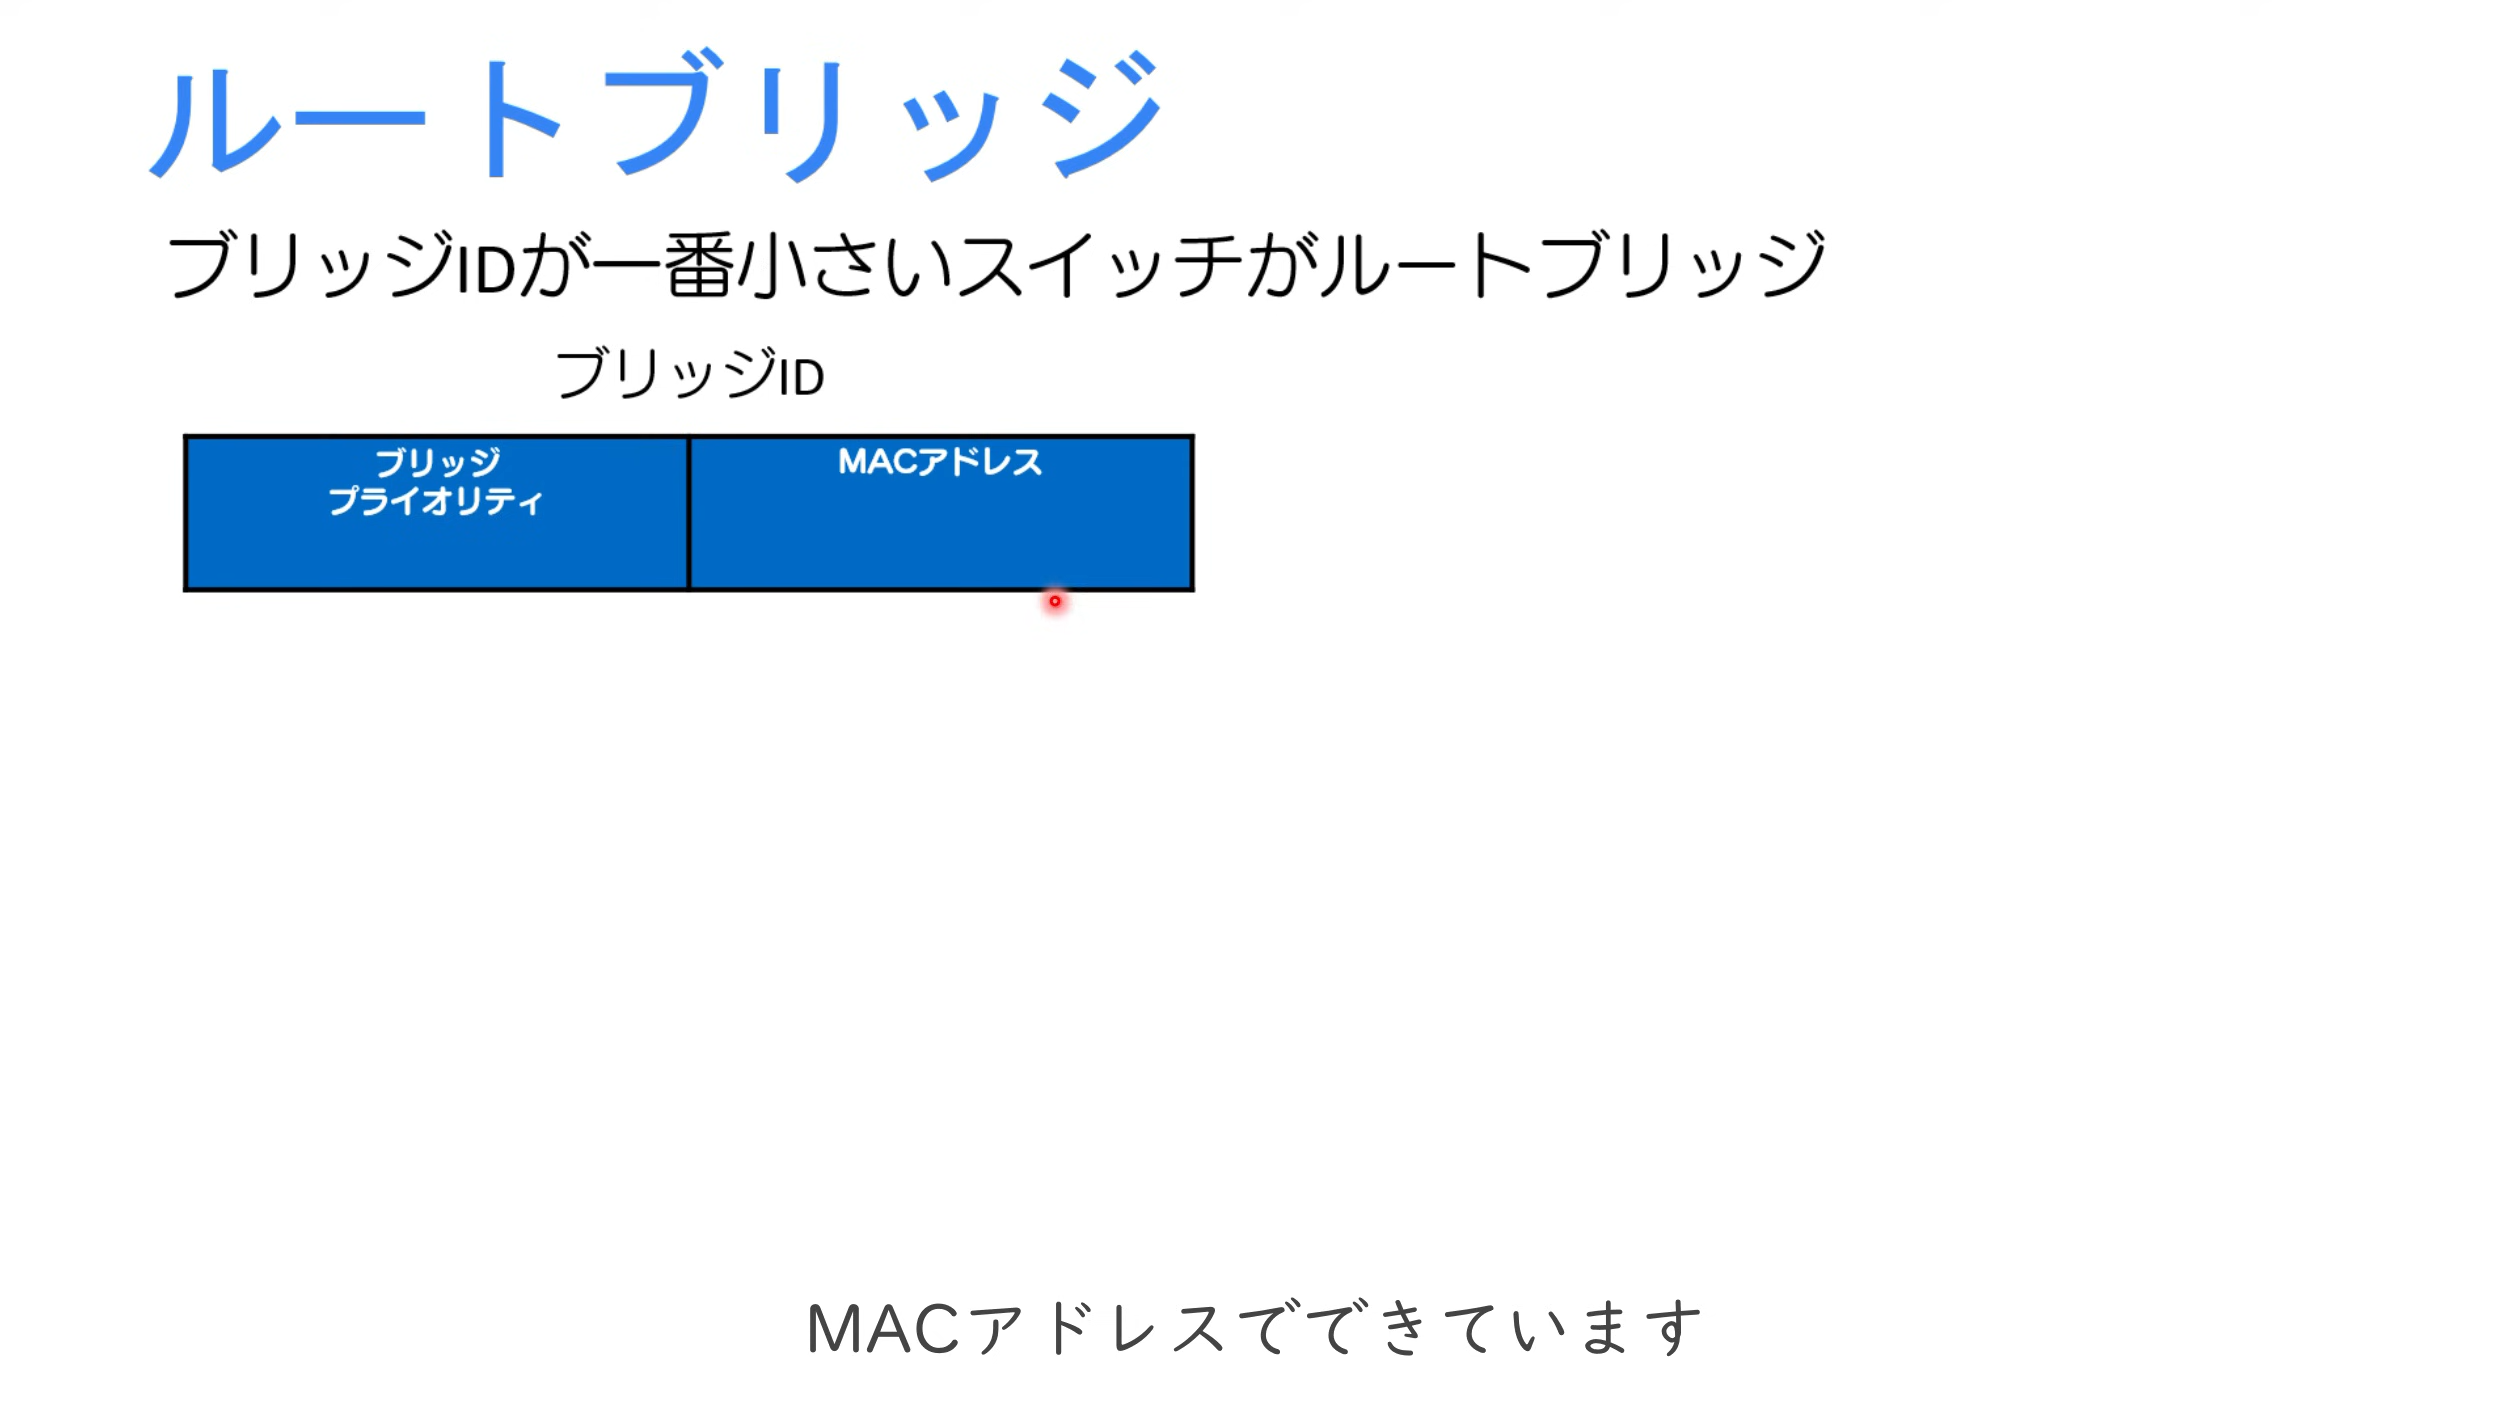 ルートブリッジ
ブリッジIDが一番小さいスイッチがルートブリッジ
ブリッジID
ブリッジ
プライオリティ
MACアドレス
MACアドレスでできています